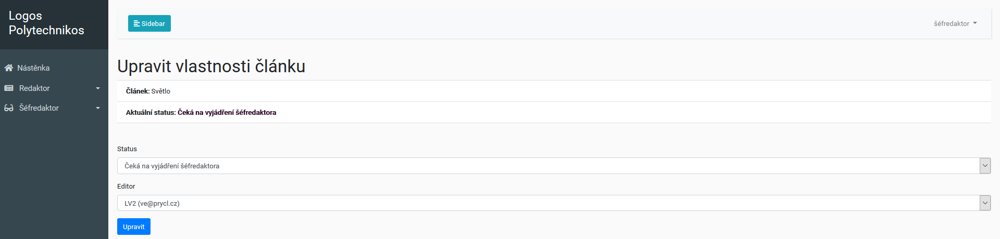 Logos
Polytechnikos
Sidebar
šéfredaktor
Nástěnka
Redaktor
Šéfredaktor
Upravit vlastnosti článku
Článek: Světlo
Aktuální status: Čeká na vyjádření šéfredaktora
Status
Čeká na vyjádření šéfredaktora
Editor
LV2 (ve@prycl.cz)
Upravit